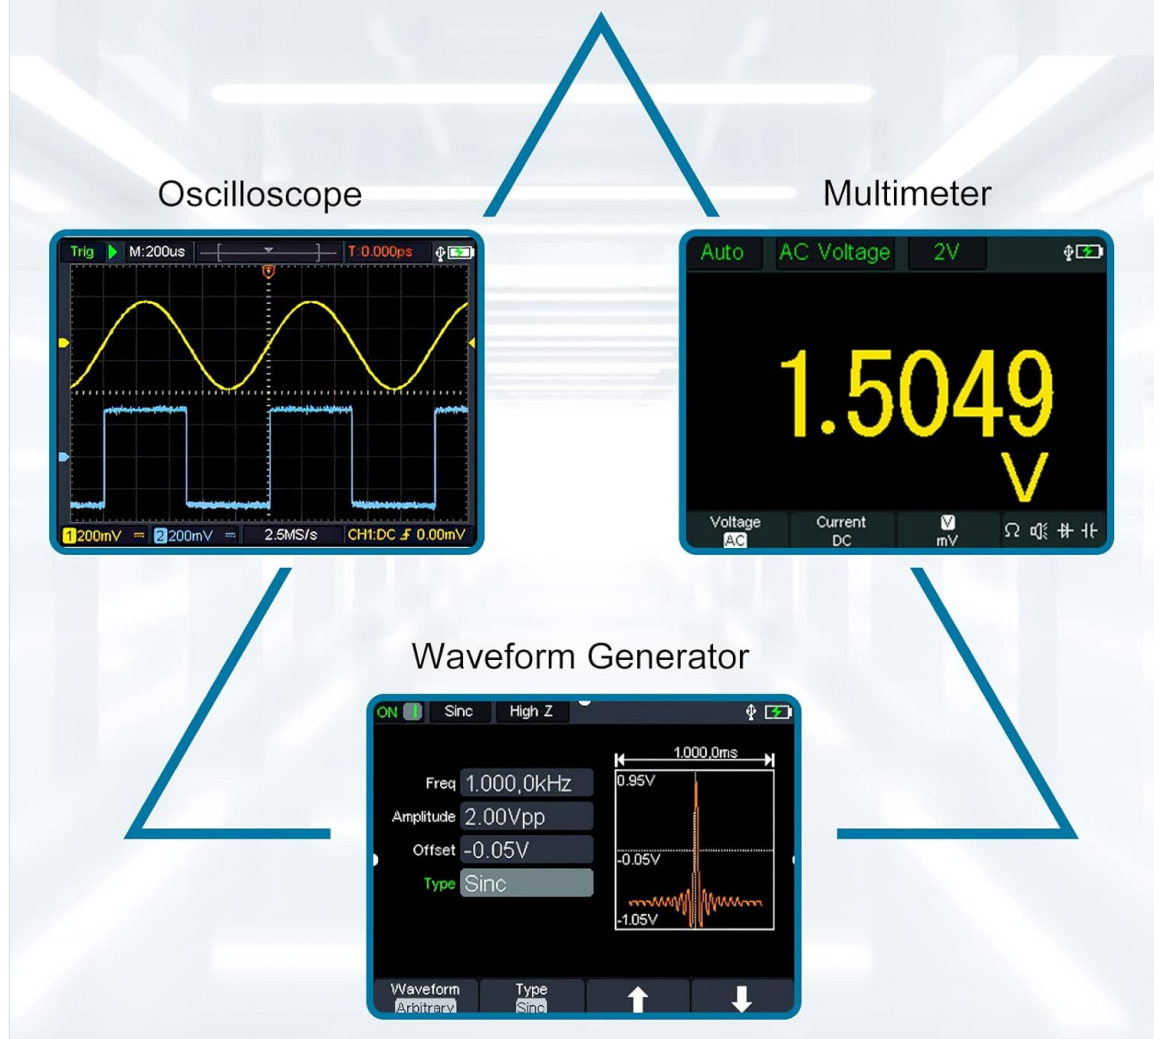 Oscilloscope
Multimeter
Trig M:200us T:0.000ps
1 200mV 2 200mV 2.5MS/s CH1:DC 0.00mV
Auto AC Voltage 2V
1.5049
V
Voltage Current V Ω
AC DC mV
Waveform Generator
ON Sinc High Z
1.000,0ms
Freq 1.000,0kHz 0.95V
Amplitude 2.00Vpp
Offset -0.05V -0.05V
Type Sinc
-1.05V
Waveform Type
Arbitrary Sinc